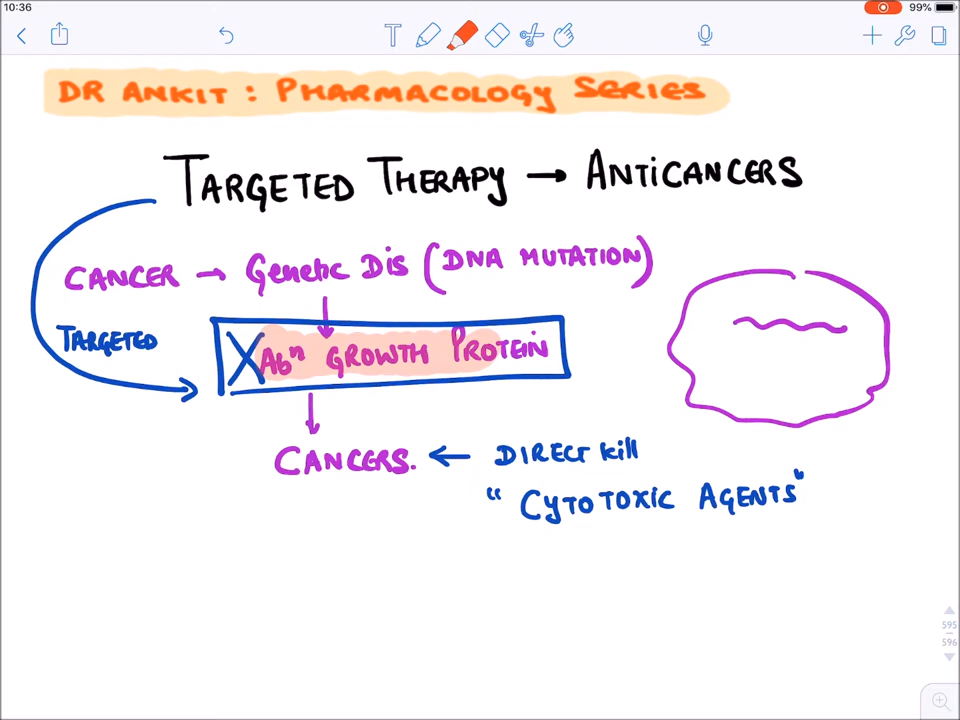 10:36
99%
DR ANKIT : PHARMACOLOGY SERIES
TARGETED THERAPY → ANTICANCERS
CANCER → Genetic Dis (DNA MUTATION)
TARGETED
X Abⁿ GROWTH PROTEIN
CANCERS. ← DIRECT kill
"CYTOTOXIC AGENTS"
595
596